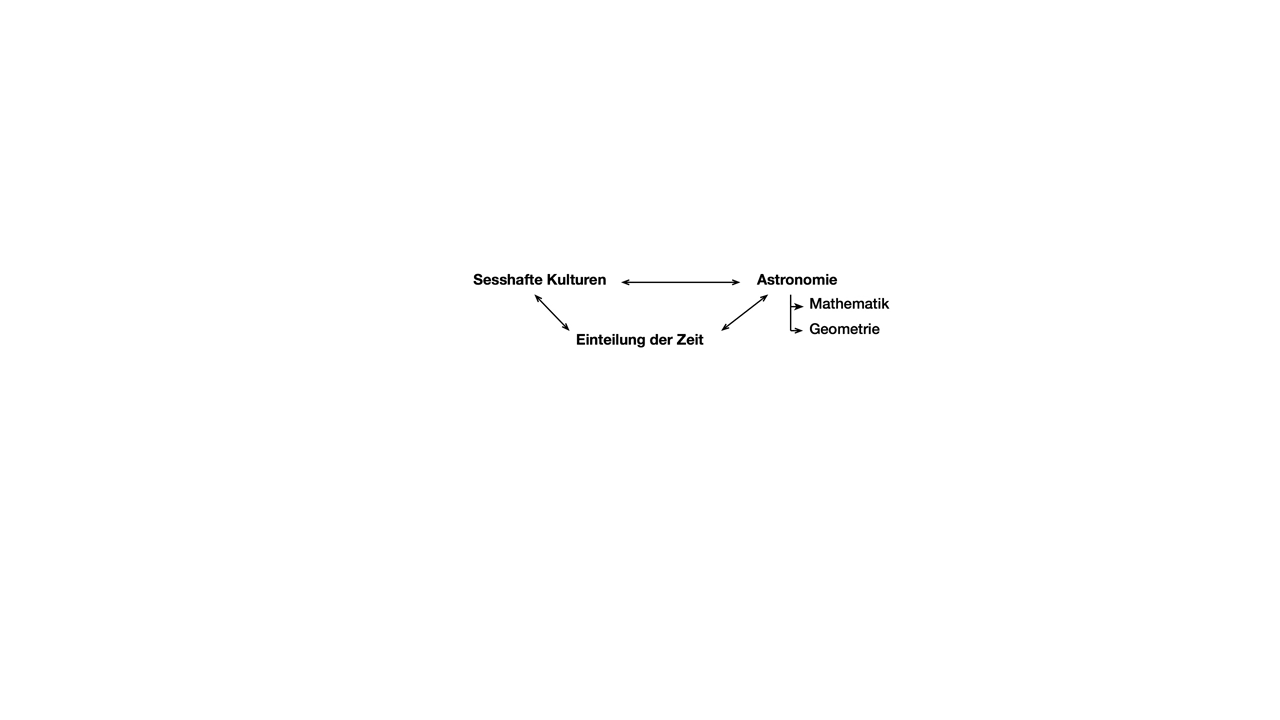 Sesshafte Kulturen
Astronomie
Mathematik
Geometrie
Einteilung der Zeit